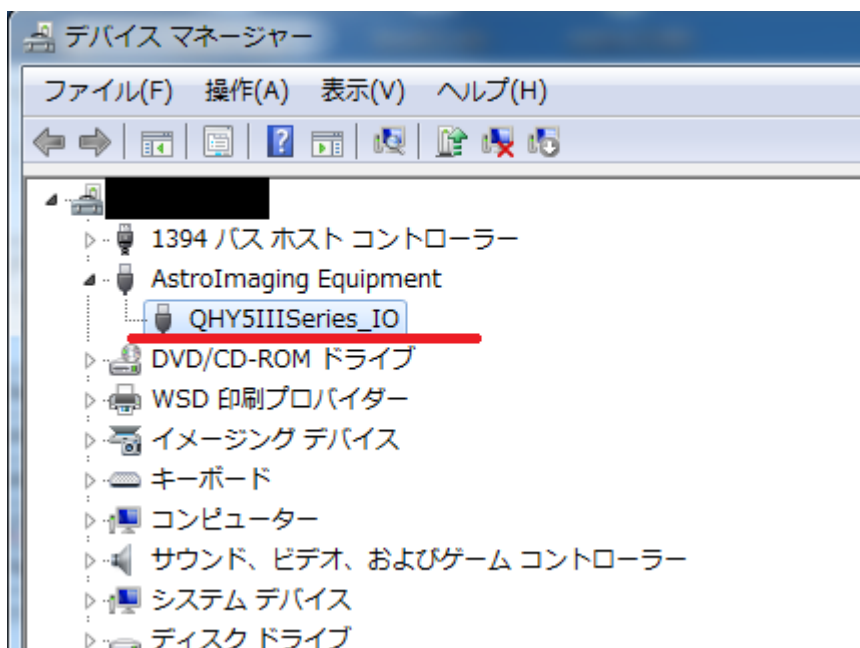 デバイス マネージャー
ファイル(F) 操作(A) 表示(V) ヘルプ(H)
1394 バス ホスト コントローラー
AstroImaging Equipment
QHY5IIISeries_IO
DVD/CD-ROM ドライブ
WSD 印刷プロバイダー
イメージング デバイス
キーボード
コンピューター
サウンド、ビデオ、およびゲーム コントローラー
システム デバイス
ディスク ドライブ